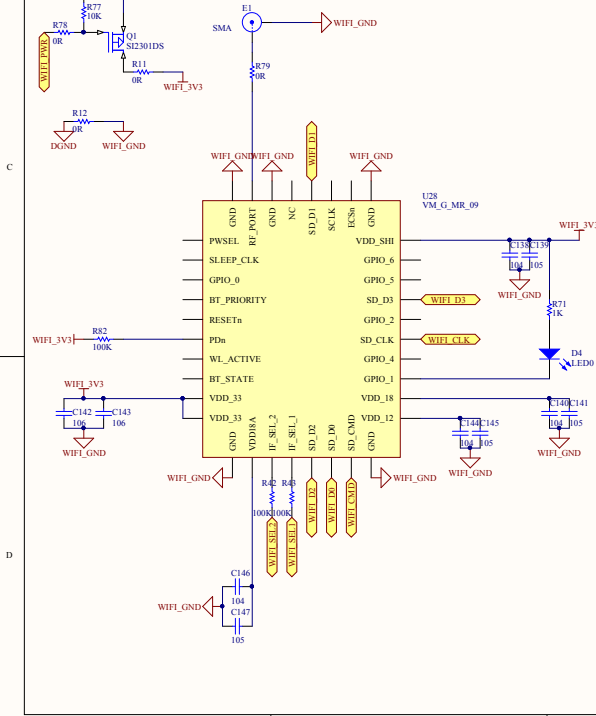 R77
10K
R78
0R
WIFI_PWR
Q1
SI2301DS
R11
0R
WIFI_3V3
E1
SMA
WIFI_GND
R79
0R
R12
0R
DGND
WIFI_GND
C
WIFI_GND
WIFI_GND
WIFI_D1
WIFI_GND
U28
VM_G_MR_09
GND
RF_PORT
GND
NC
SD_D1
SCLK
ECSn
GND
PWSEL
SLEEP_CLK
GPIO_0
BT_PRIORITY
RESETn
PDn
WL_ACTIVE
BT_STATE
VDD_33
VDD_33
VDD_SHI
GPIO_6
GPIO_5
SD_D3
GPIO_2
SD_CLK
GPIO_4
GPIO_1
VDD_18
VDD_12
GND
VDD18A
IF_SEL_2
IF_SEL_1
SD_D2
SD_D0
SD_CMD
GND
WIFI_3V3
C138
C139
104
105
WIFI_GND
WIFI_D3
WIFI_CLK
R71
1K
D4
LED0
WIFI_3V3
R82
100K
WIFI_3V3
C142
106
C143
106
WIFI_GND
C140
C141
104
105
WIFI_GND
C144
C145
104
105
WIFI_GND
WIFI_GND
R42
100K
R43
100K
WIFI_SEL2
WIFI_SEL1
WIFI_D2
WIFI_D0
WIFI_CMD
WIFI_GND
D
C146
104
WIFI_GND
C147
105